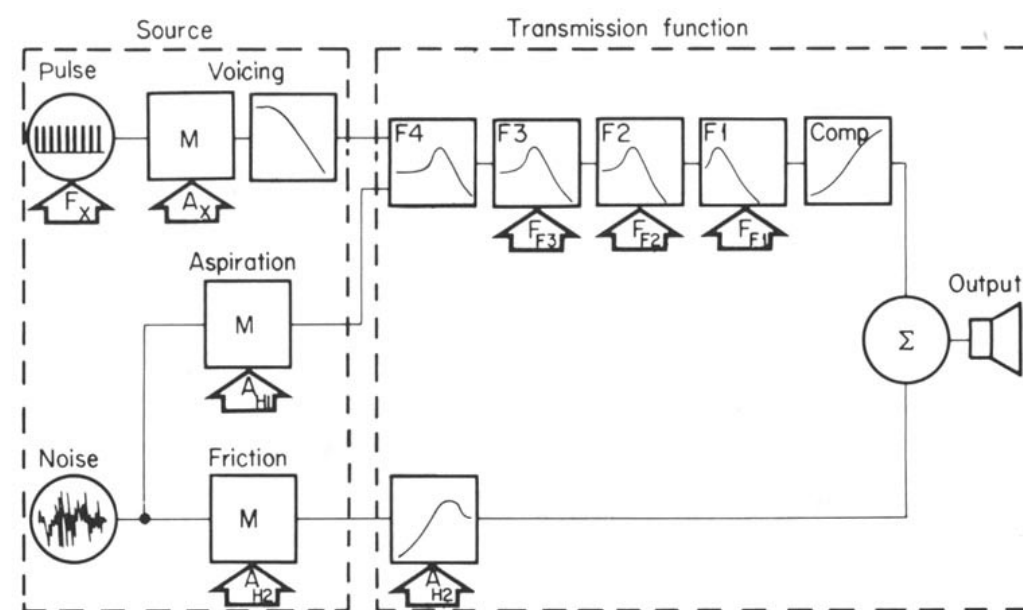 Source
Transmission function
Pulse
Voicing
M
F4
F3
F2
F1
Comp
FX
AX
FF3
FF2
FF1
Aspiration
M
AH1
Σ
Output
Noise
Friction
M
AH2
AH2